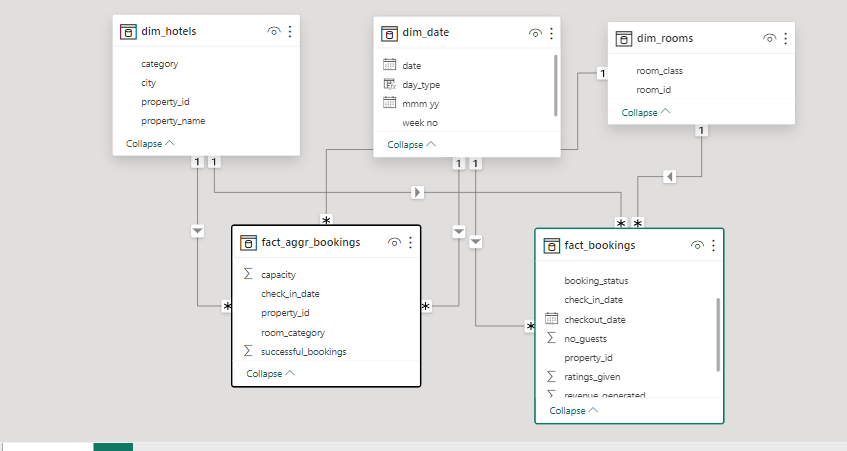 dim_hotels
category
city
property_id
property_name
Collapse
dim_date
date
day_type
mmm yy
week no
Collapse
dim_rooms
room_class
room_id
Collapse
1
1
1
1
1
1
*
*
*
*
*
*
fact_aggr_bookings
capacity
check_in_date
property_id
room_category
successful_bookings
Collapse
fact_bookings
booking_status
check_in_date
checkout_date
no_guests
property_id
ratings_given
revenue_generated
Collapse